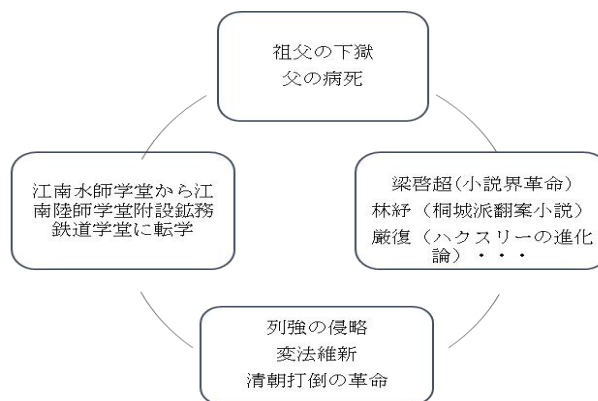 祖父の下獄
父の病死
梁啓超(小説界革命)
林紓（桐城派翻案小説）
厳復（ハクスリーの進化
論）・・・
列強の侵略
変法維新
清朝打倒の革命
江南水師学堂から江
南陸師学堂附設鉱務
鉄道学堂に転学